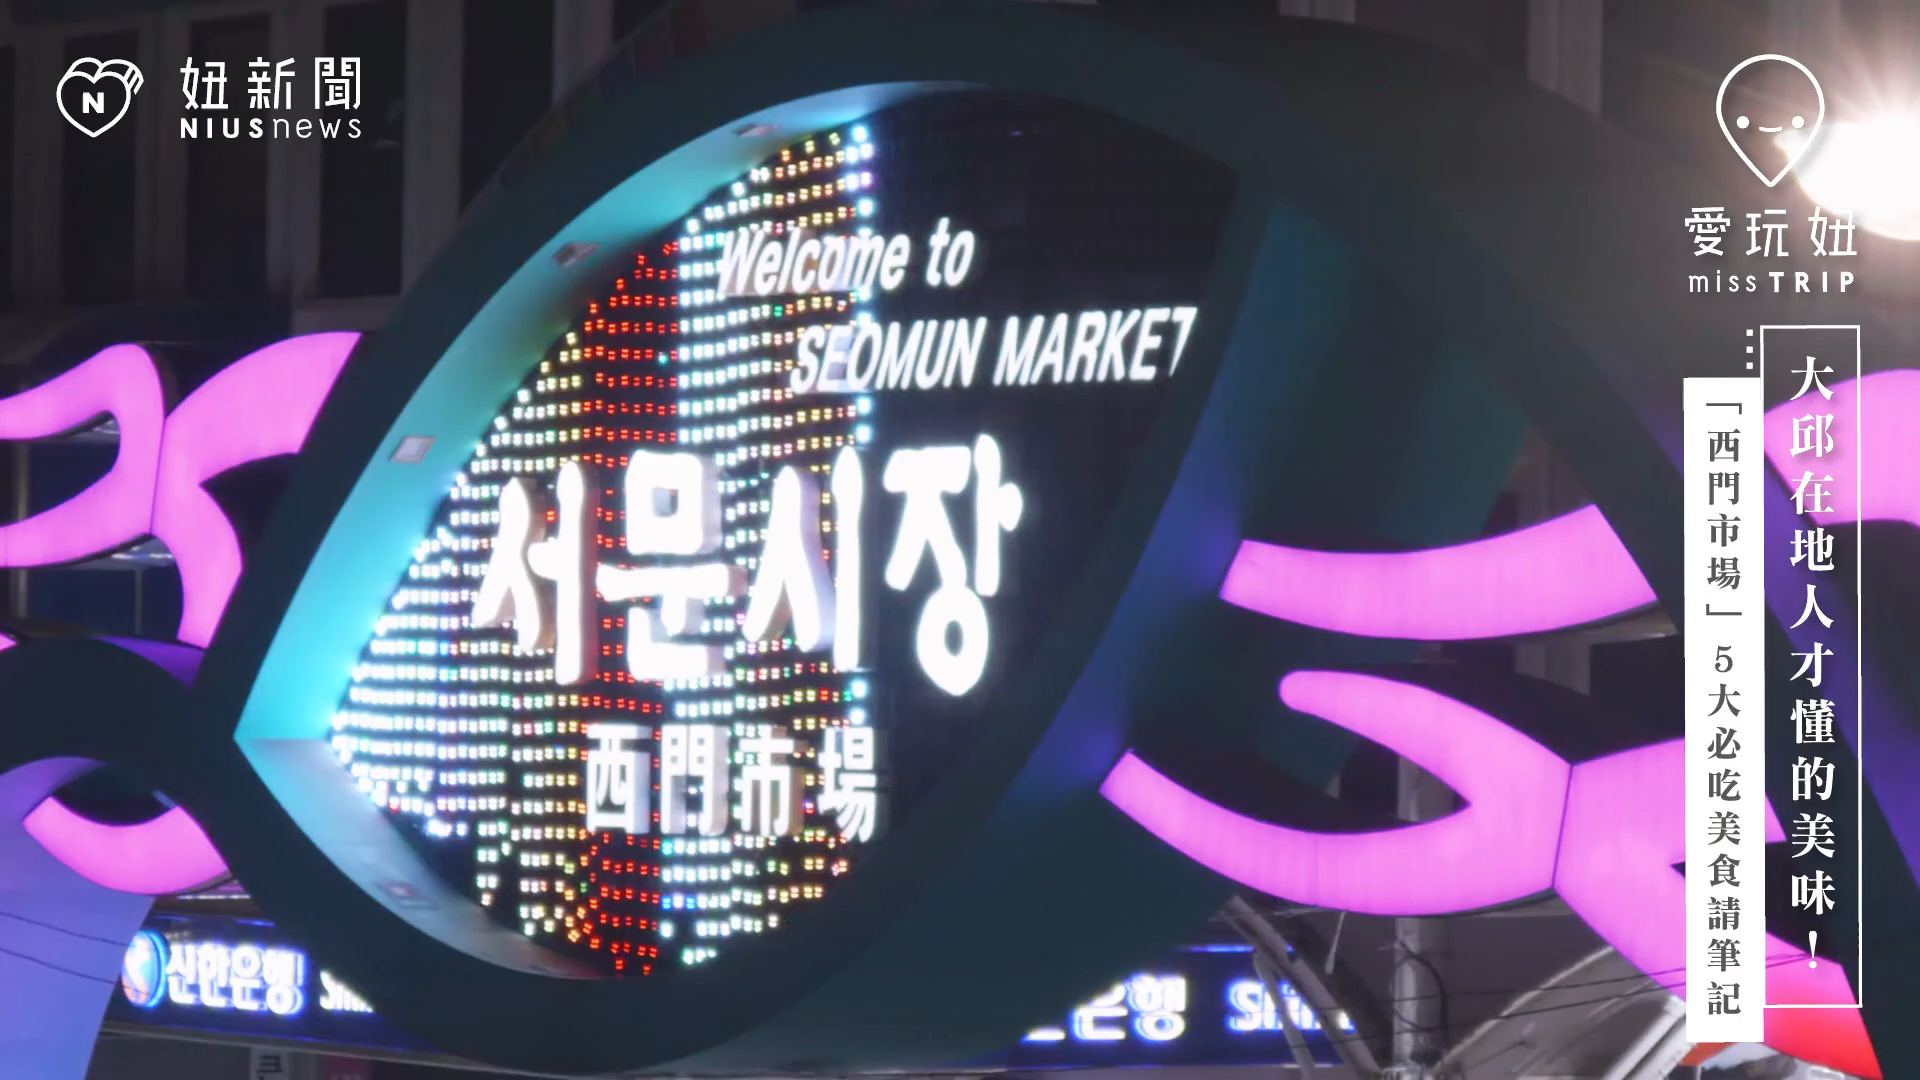 妞新聞
NIUSnews
愛玩妞
missTRIP
大邱在地人才懂的美味！
「西門市場」5大必吃美食請筆記
Welcome to
SEOMUN MARKET
서문시장
西門市場
신한은행
은행